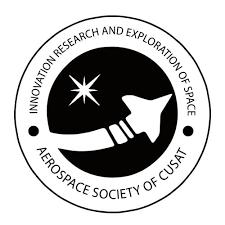 INNOVATION RESEARCH AND EXPLORATION OF SPACE
AEROSPACE SOCIETY OF CUSAT